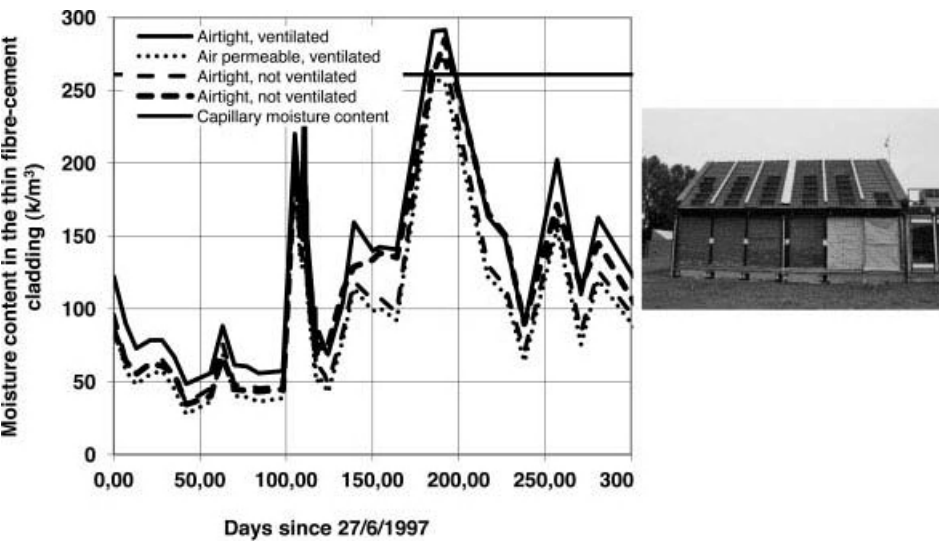 Moisture content in the thin fibre-cement
cladding (k/m³)
300
250
200
150
100
50
0
Airtight, ventilated
Air permeable, ventilated
Airtight, not ventilated
Airtight, not ventilated
Capillary moisture content
0,00 50,00 100,00 150,00 200,00 250,00 300
Days since 27/6/1997